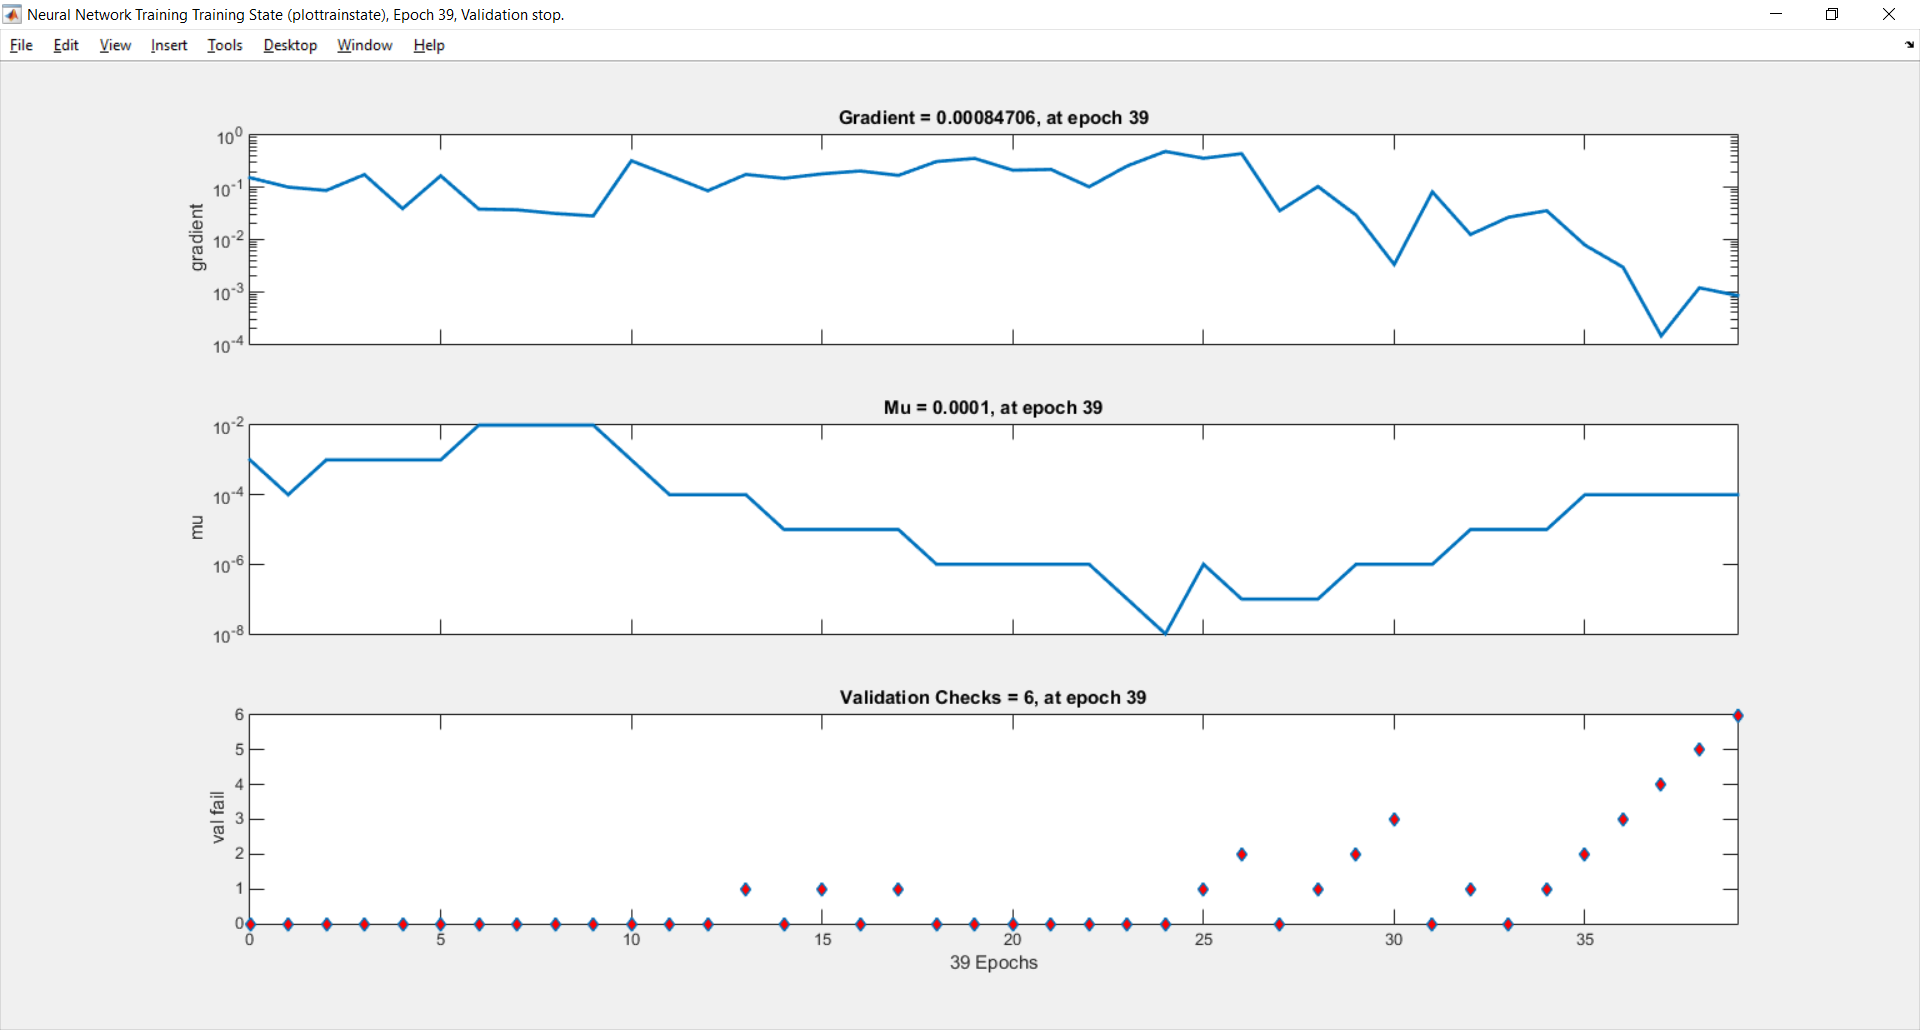 Neural Network Training Training State (plottrainstate), Epoch 39, Validation stop.
File Edit View Insert Tools Desktop Window Help
Gradient = 0.00084706, at epoch 39
10^0
10^-1
10^-2
10^-3
10^-4
gradient
Mu = 0.0001, at epoch 39
10^-2
10^-4
10^-6
10^-8
mu
Validation Checks = 6, at epoch 39
6
5
4
3
2
1
0
val fail
0 5 10 15 20 25 30 35
39 Epochs